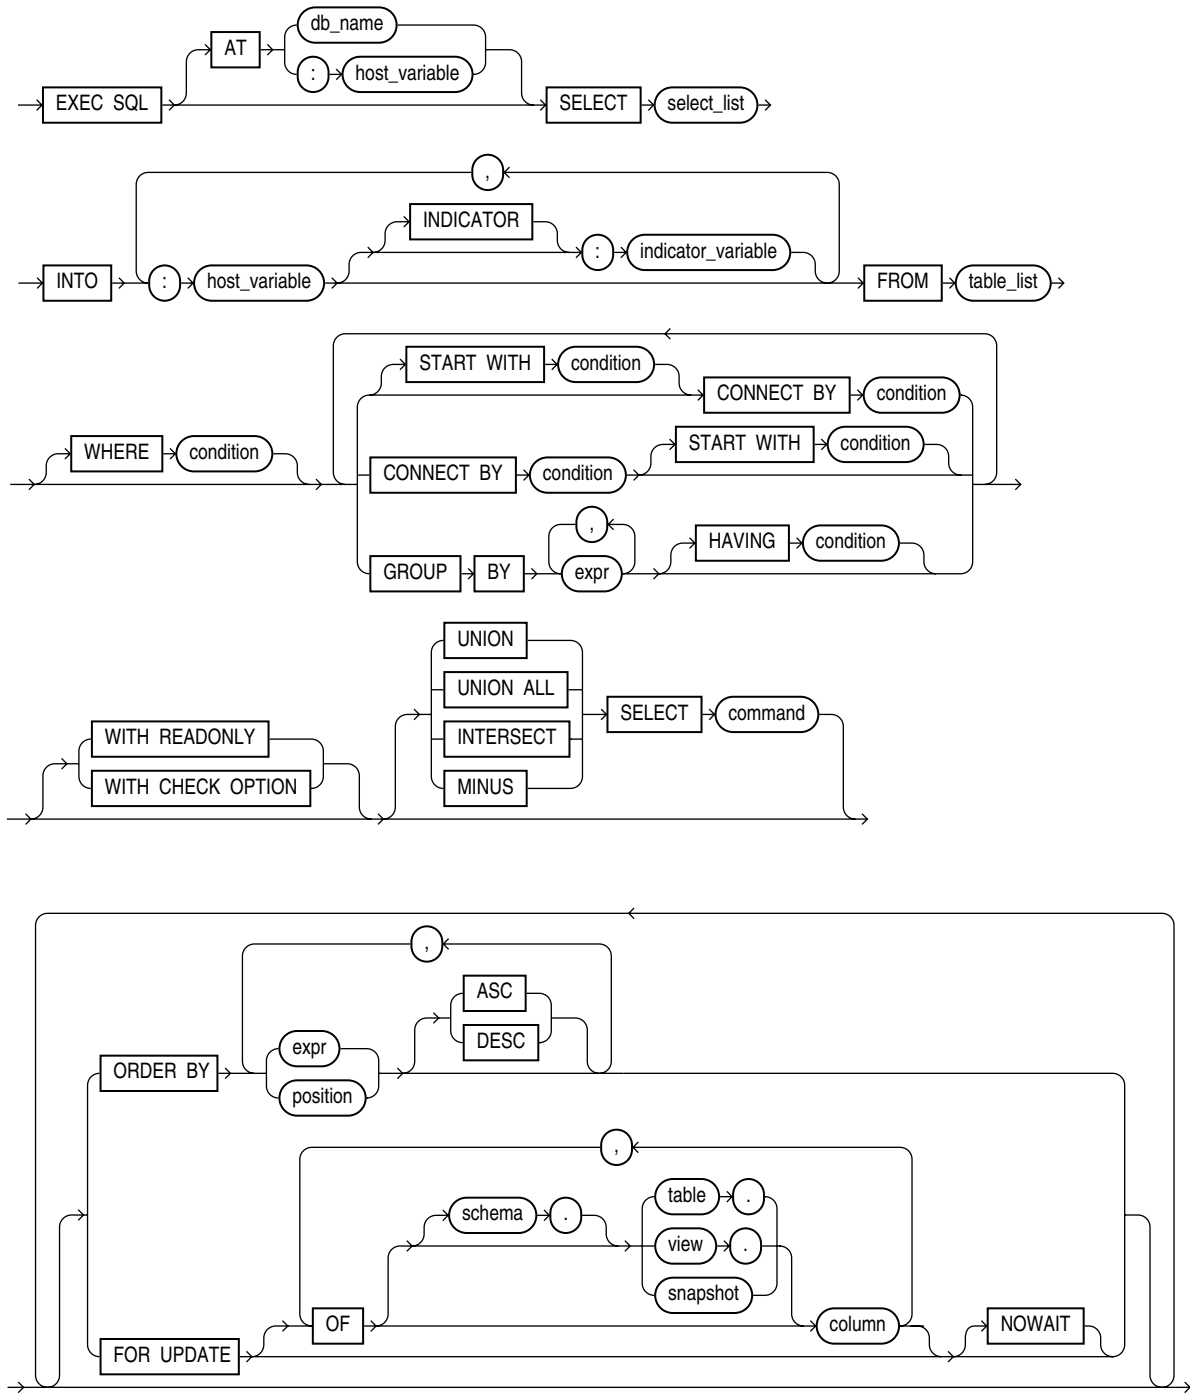 db_name
AT
: host_variable
EXEC SQL SELECT select_list
,
INDICATOR
: indicator_variable
INTO : host_variable FROM table_list
START WITH condition
CONNECT BY condition
WHERE condition START WITH condition
CONNECT BY condition
,
HAVING condition
GROUP BY expr
UNION
UNION ALL
SELECT command
WITH READONLY INTERSECT
WITH CHECK OPTION MINUS
,
ASC
DESC
expr
ORDER BY
position
,
table .
schema .
view .
snapshot
OF column NOWAIT
FOR UPDATE